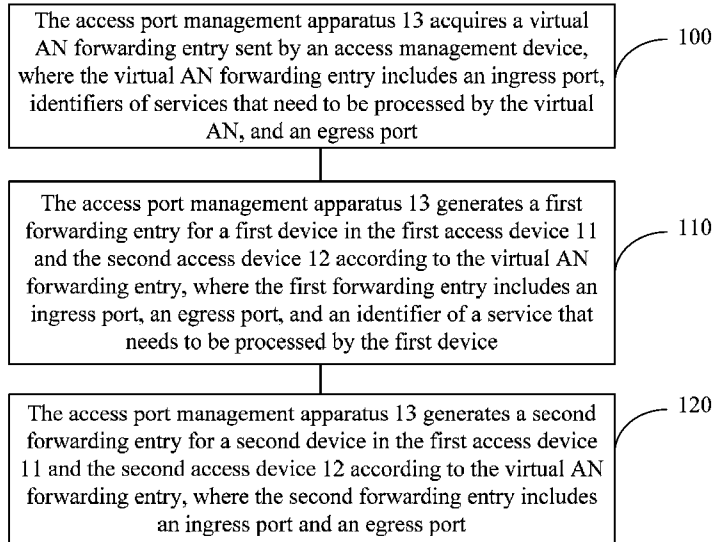 The access port management apparatus 13 acquires a virtual
AN forwarding entry sent by an access management device,
where the virtual AN forwarding entry includes an ingress port,
identifiers of services that need to be processed by the virtual
AN, and an egress port
100
The access port management apparatus 13 generates a first
forwarding entry for a first device in the first access device 11
and the second access device 12 according to the virtual AN
forwarding entry, where the first forwarding entry includes an
ingress port, an egress port, and an identifier of a service that
needs to be processed by the first device
110
The access port management apparatus 13 generates a second
forwarding entry for a second device in the first access device
11 and the second access device 12 according to the virtual AN
forwarding entry, where the second forwarding entry includes
an ingress port and an egress port
120